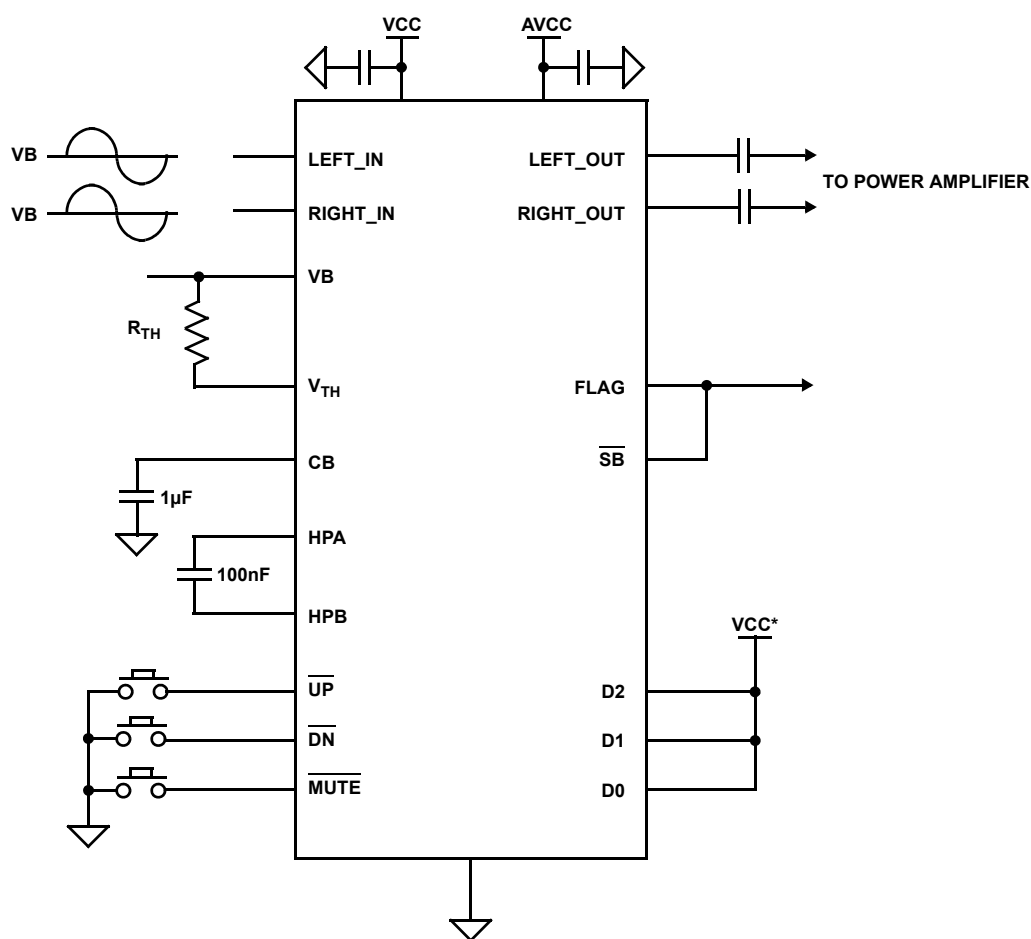 VCC
AVCC
VB
LEFT_IN
LEFT_OUT
TO POWER AMPLIFIER
VB
RIGHT_IN
RIGHT_OUT
VB
RTH
VTH
FLAG
CB
SB
1µF
HPA
100nF
HPB
VCC*
UP
D2
DN
D1
MUTE
D0